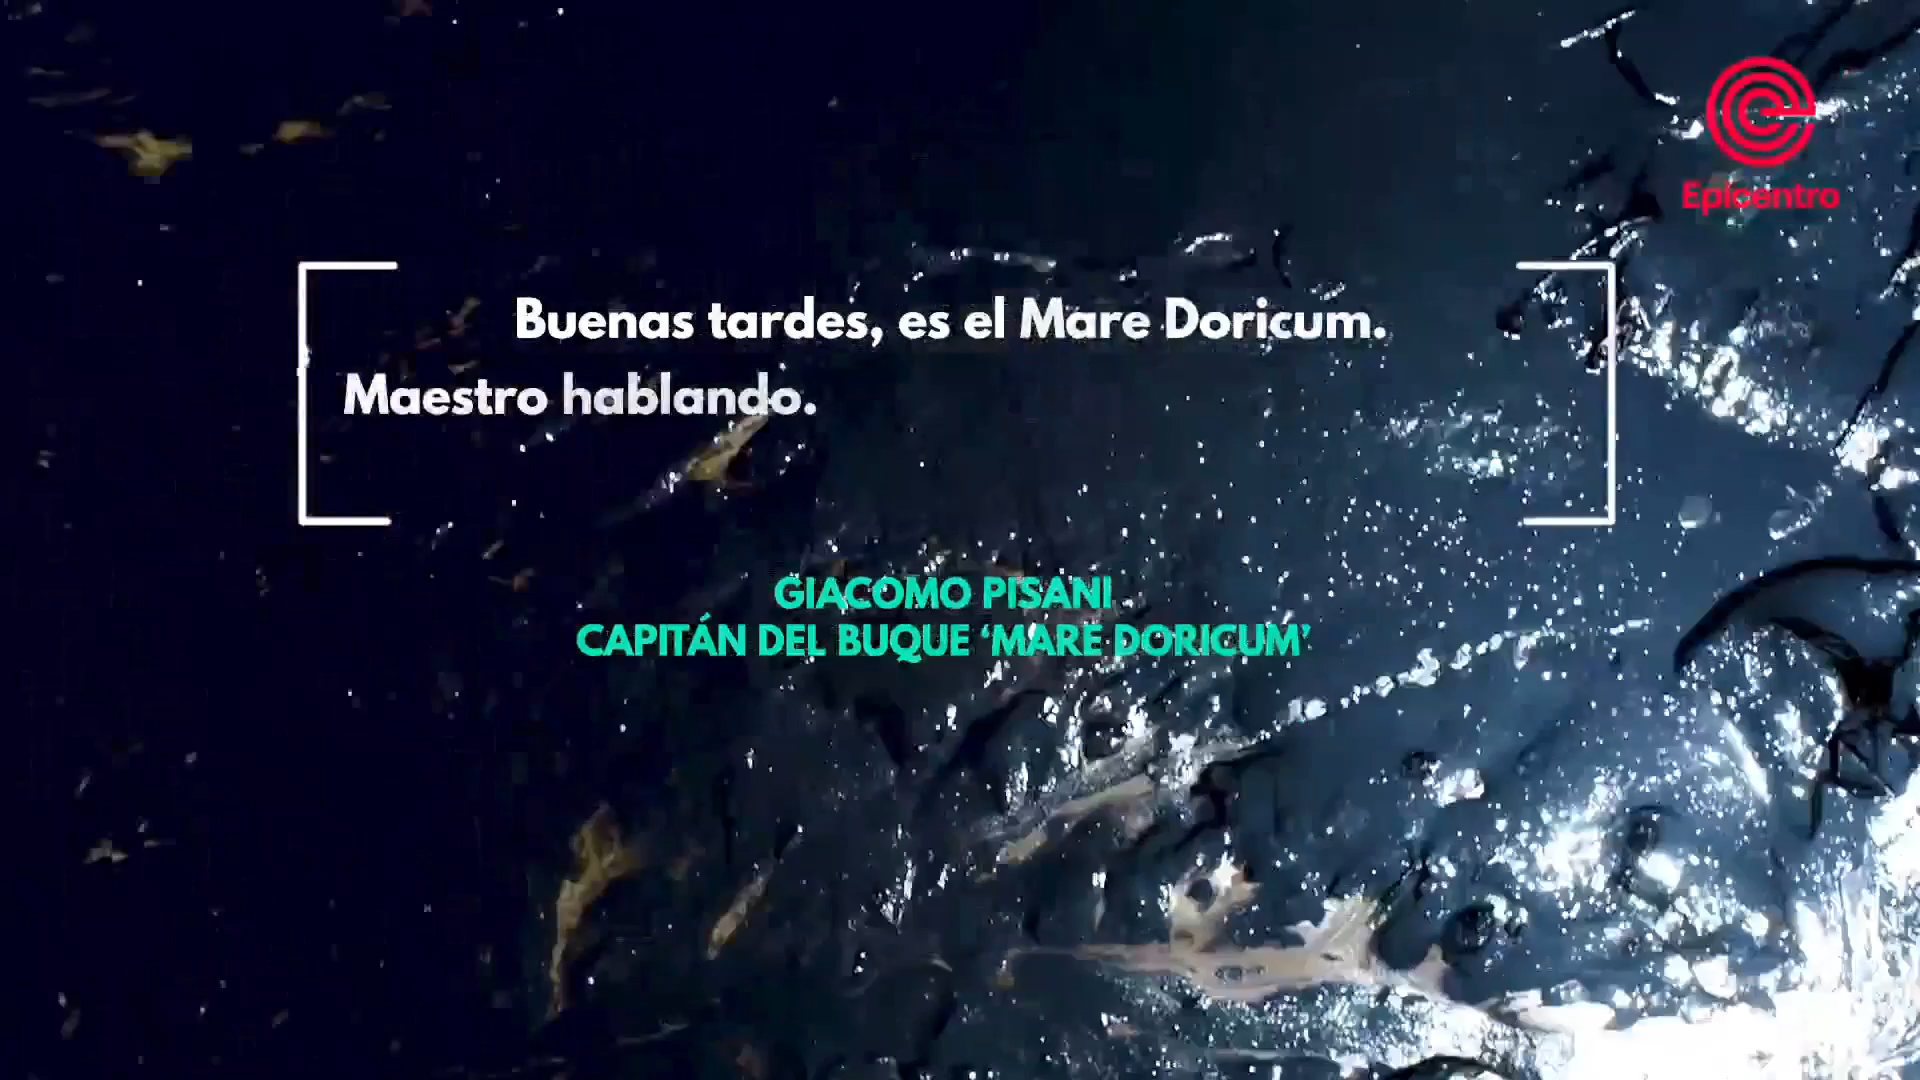 Epicentro
Buenas tardes, es el Mare Doricum.
Maestro hablando.
GIACOMO PISANI
CAPITÁN DEL BUQUE ‘MARE DORICUM’